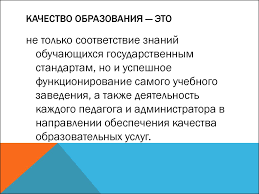 КАЧЕСТВО ОБРАЗОВАНИЯ — ЭТО
не только соответствие знаний
обучающихся государственным
стандартам, но и успешное
функционирование самого учебного
заведения, а также деятельность
каждого педагога и администратора в
направлении обеспечения качества
образовательных услуг.